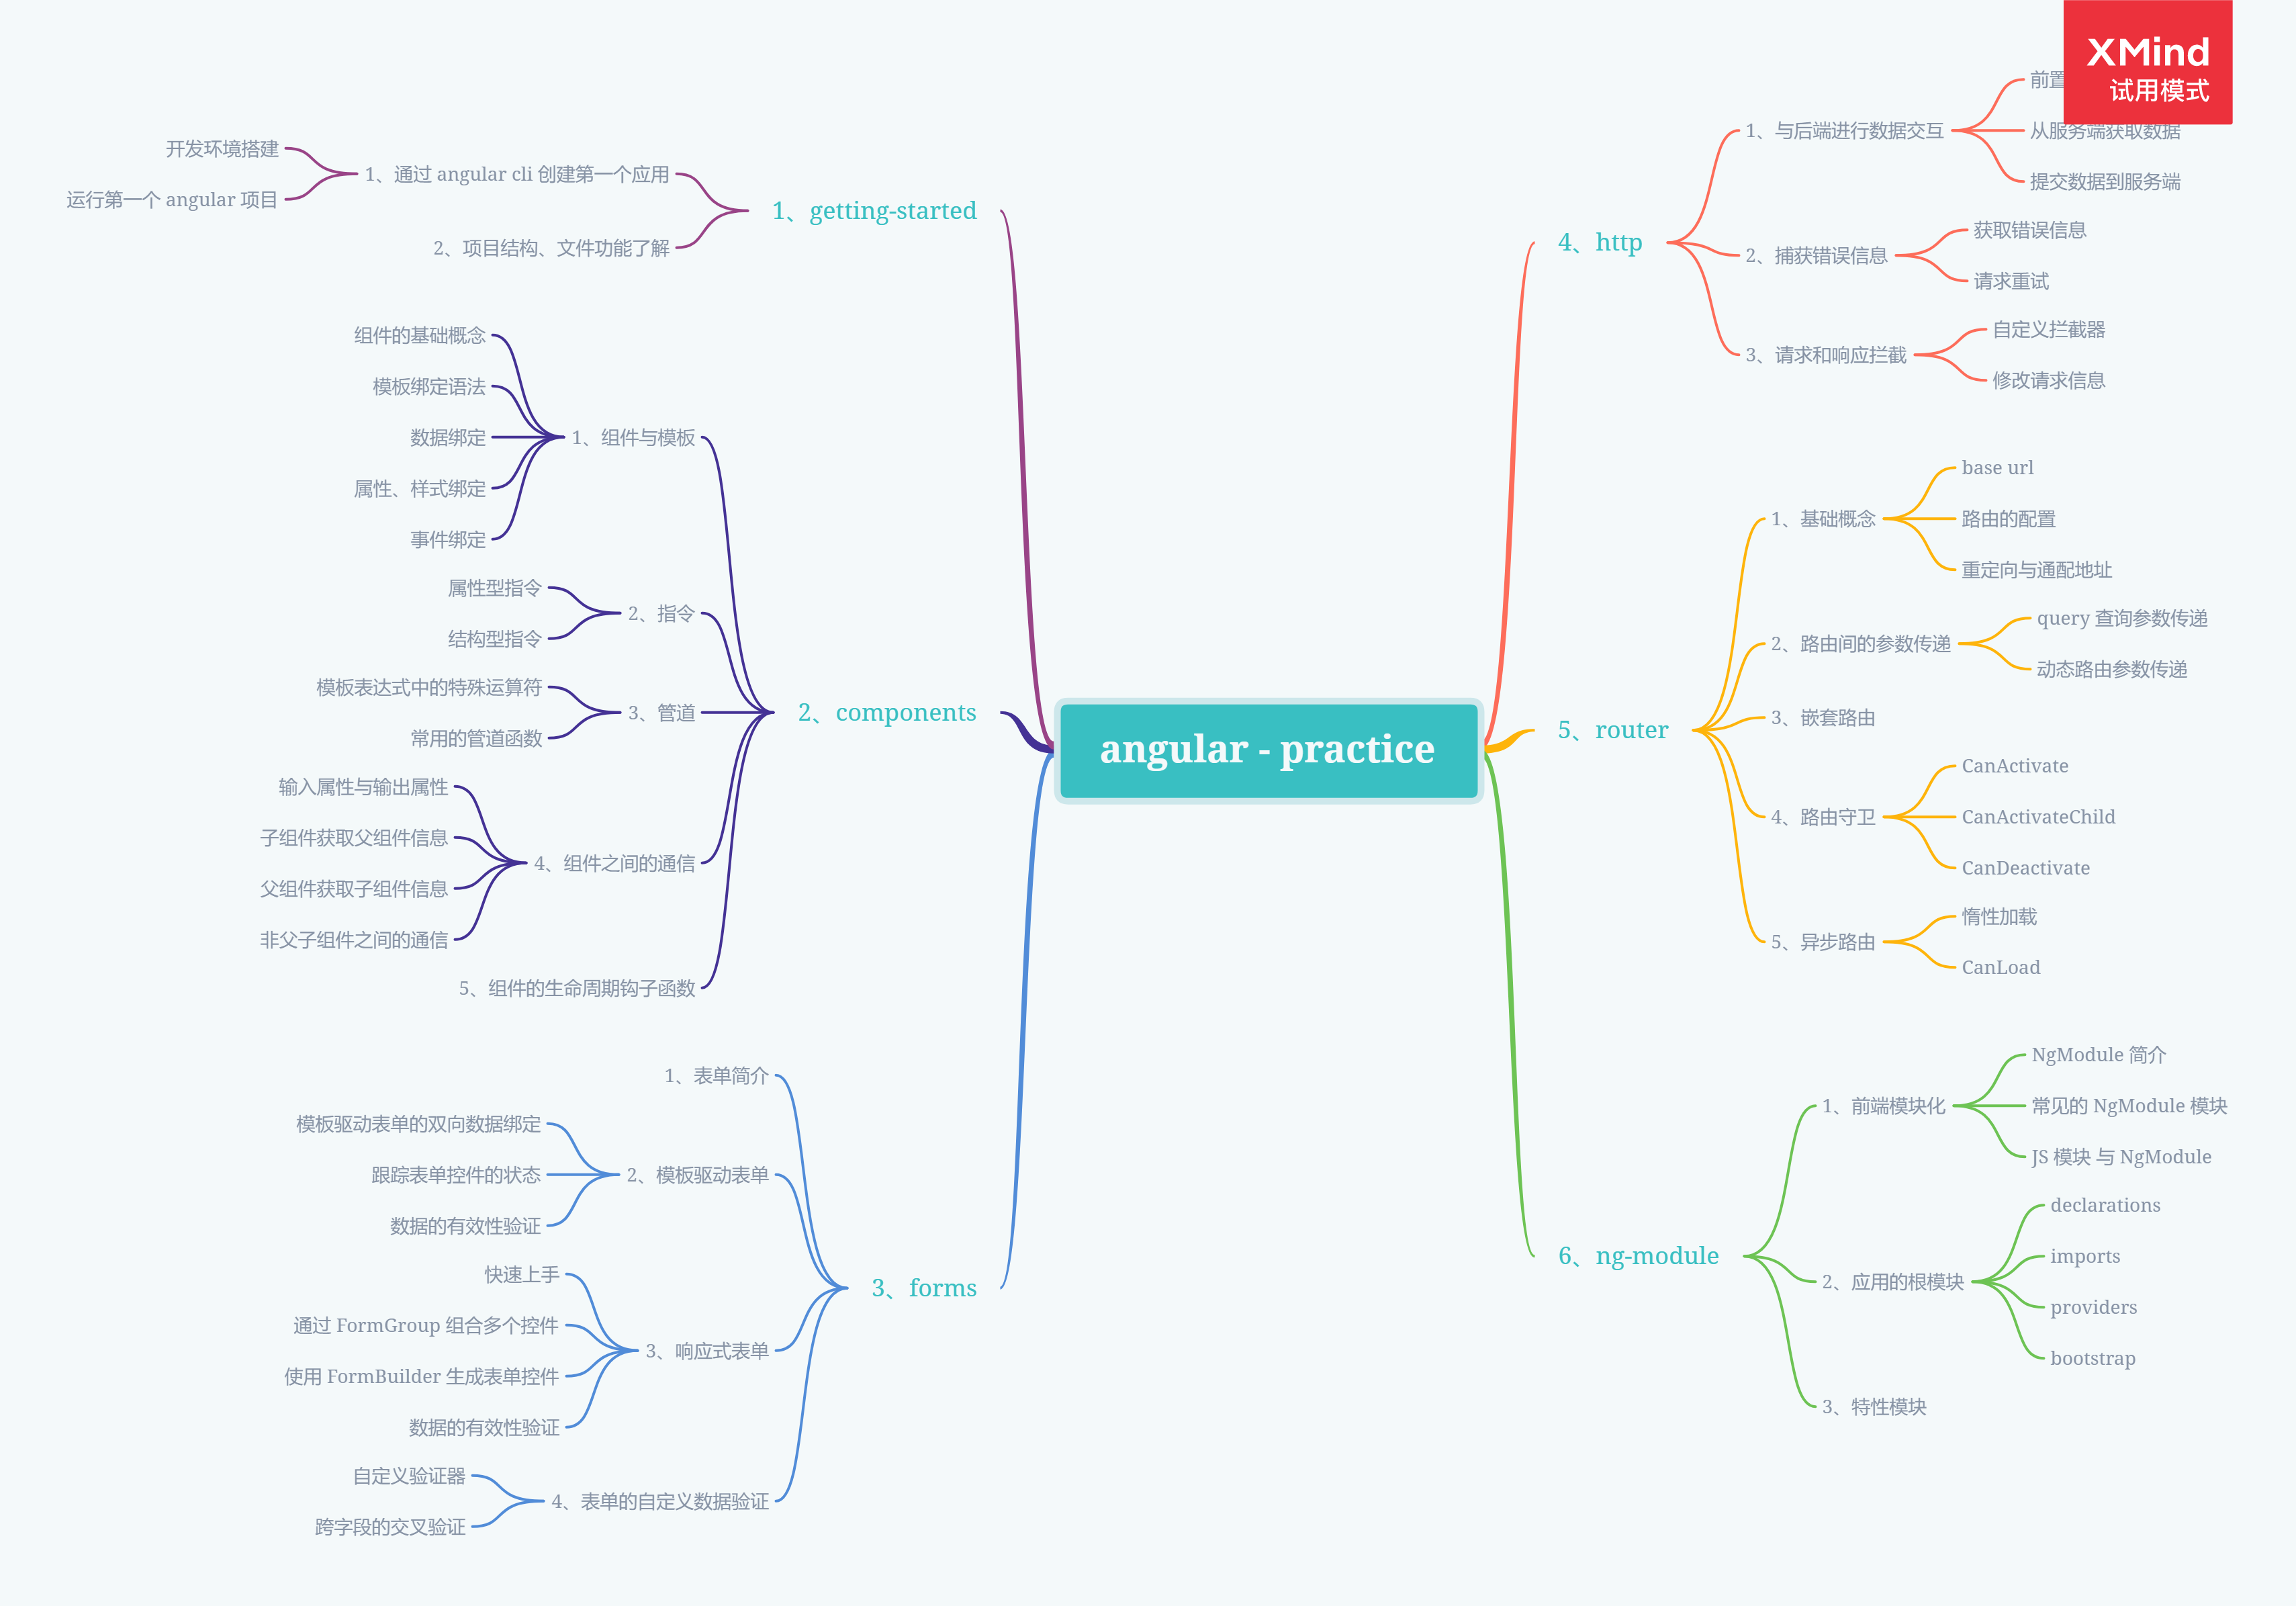 angular - practice
1、getting-started
1、通过 angular cli 创建第一个应用
开发环境搭建
运行第一个 angular 项目
2、项目结构、文件功能了解
2、components
1、组件与模板
组件的基础概念
模板绑定语法
数据绑定
属性、样式绑定
事件绑定
2、指令
属性型指令
结构型指令
3、管道
模板表达式中的特殊运算符
常用的管道函数
4、组件之间的通信
输入属性与输出属性
子组件获取父组件信息
父组件获取子组件信息
非父子组件之间的通信
5、组件的生命周期钩子函数
3、forms
1、表单简介
2、模板驱动表单
模板驱动表单的双向数据绑定
跟踪表单控件的状态
数据的有效性验证
3、响应式表单
快速上手
通过 FormGroup 组合多个控件
使用 FormBuilder 生成表单控件
数据的有效性验证
4、表单的自定义数据验证
自定义验证器
跨字段的交叉验证
4、http
1、与后端进行数据交互
前置
从服务端获取数据
提交数据到服务端
2、捕获错误信息
获取错误信息
请求重试
3、请求和响应拦截
自定义拦截器
修改请求信息
5、router
1、基础概念
base url
路由的配置
重定向与通配地址
2、路由间的参数传递
query 查询参数传递
动态路由参数传递
3、嵌套路由
4、路由守卫
CanActivate
CanActivateChild
CanDeactivate
5、异步路由
惰性加载
CanLoad
6、ng-module
1、前端模块化
NgModule 简介
常见的 NgModule 模块
JS 模块 与 NgModule
2、应用的根模块
declarations
imports
providers
bootstrap
3、特性模块
XMind
试用模式